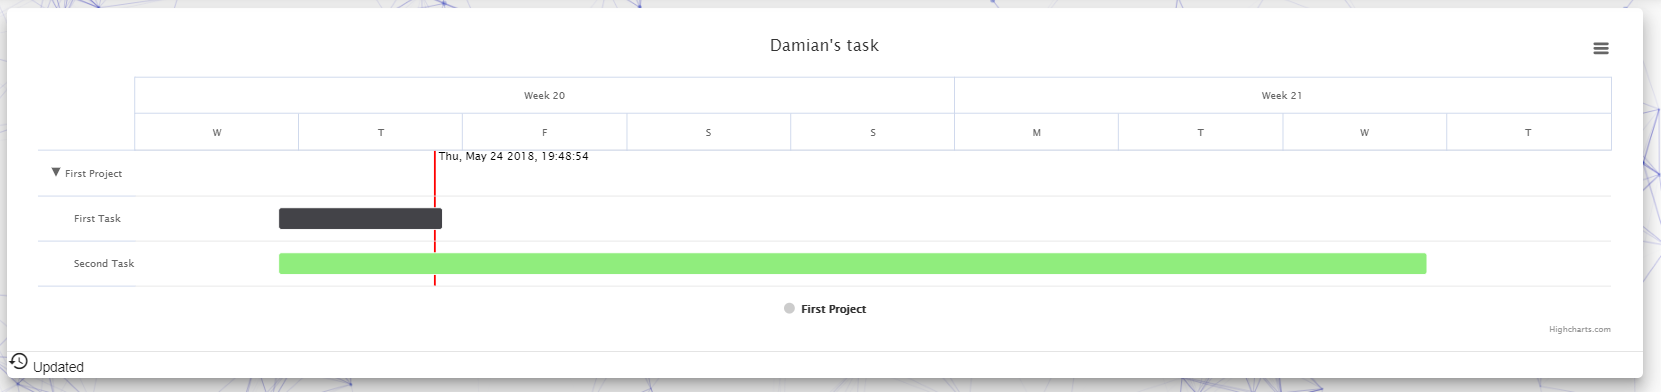 Damian's task
Week 20 Week 21
W T F S S M T W T
Thu, May 24 2018, 19:48:54
▼ First Project
First Task
Second Task
First Project
Highcharts.com
Updated